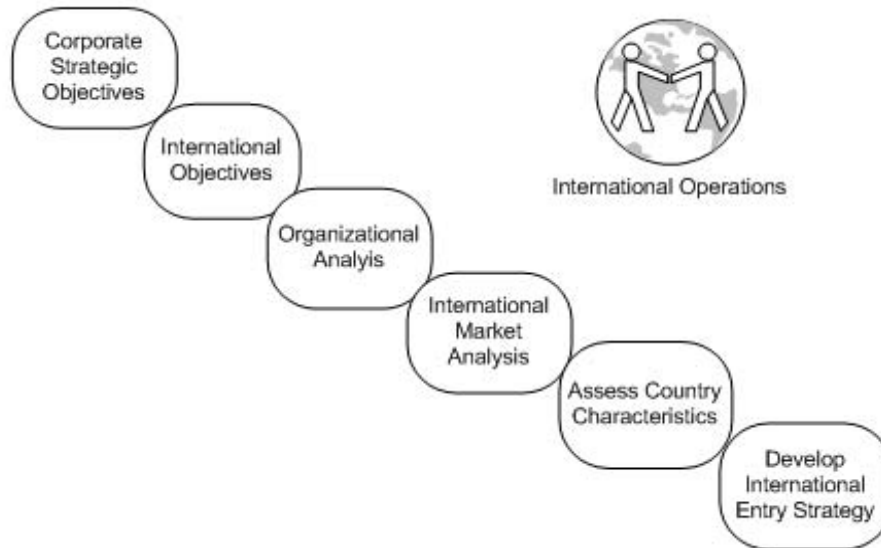 Corporate
Strategic
Objectives
International
Objectives
International Operations
Organizational
Analyis
International
Market
Analysis
Assess Country
Characteristics
Develop
International
Entry Strategy